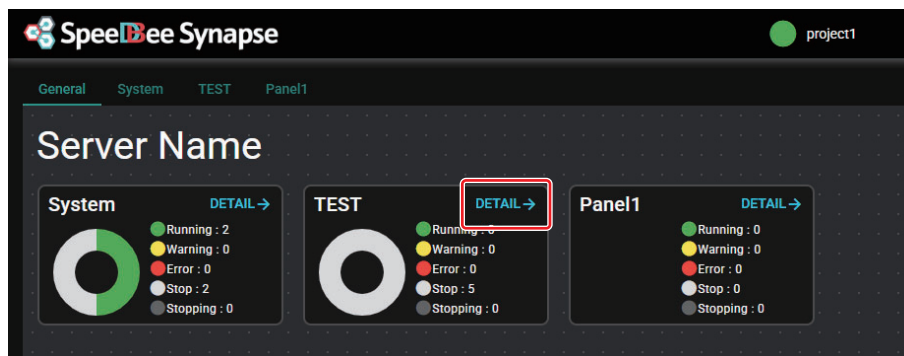 SpeeDBee Synapse
project1
General System TEST Panel1
Server Name
System DETAIL→
Running : 2
Warning : 0
Error : 0
Stop : 2
Stopping : 0
TEST DETAIL→
Running : 0
Warning : 0
Error : 0
Stop : 5
Stopping : 0
Panel1 DETAIL→
Running : 0
Warning : 0
Error : 0
Stop : 0
Stopping : 0